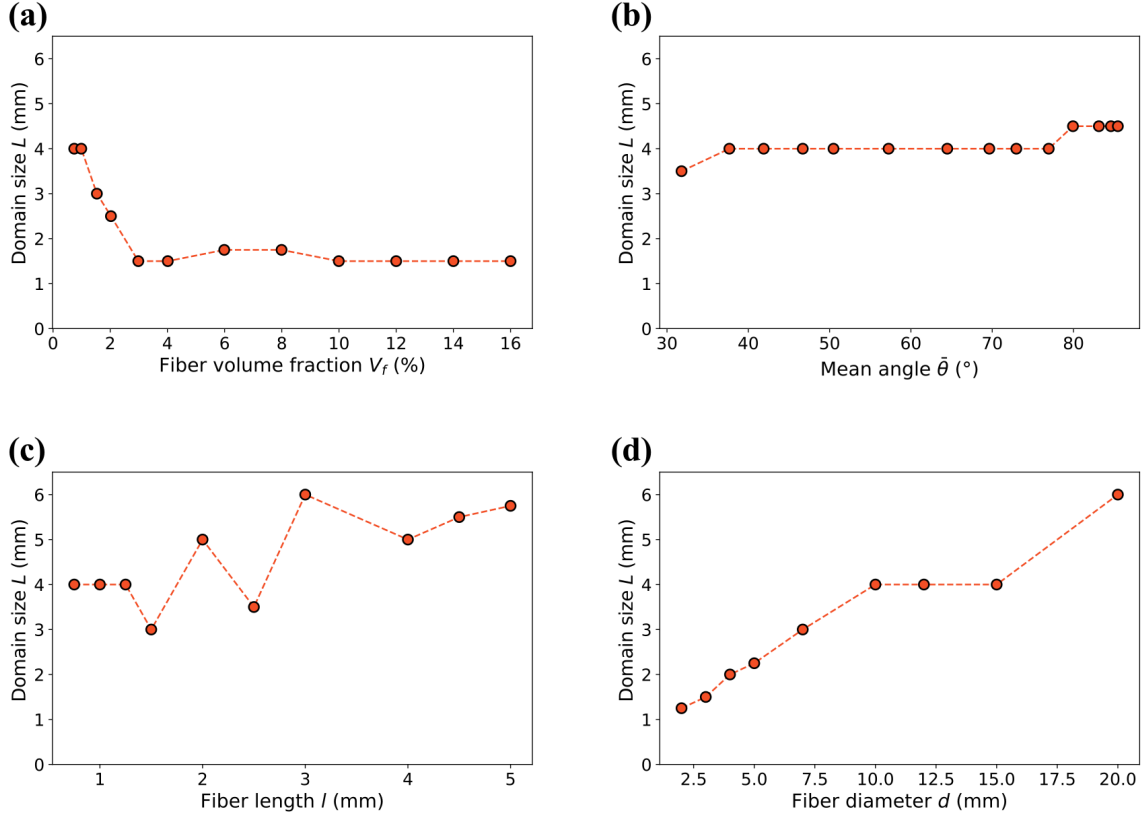 (a)
6
5
4
3
2
1
0
Domain size L (mm)
0 2 4 6 8 10 12 14 16
Fiber volume fraction V_f (%)
(b)
6
5
4
3
2
1
0
Domain size L (mm)
30 40 50 60 70 80
Mean angle θ̄ (°)
(c)
6
5
4
3
2
1
0
Domain size L (mm)
1 2 3 4 5
Fiber length l (mm)
(d)
6
5
4
3
2
1
0
Domain size L (mm)
2.5 5.0 7.5 10.0 12.5 15.0 17.5 20.0
Fiber diameter d (mm)